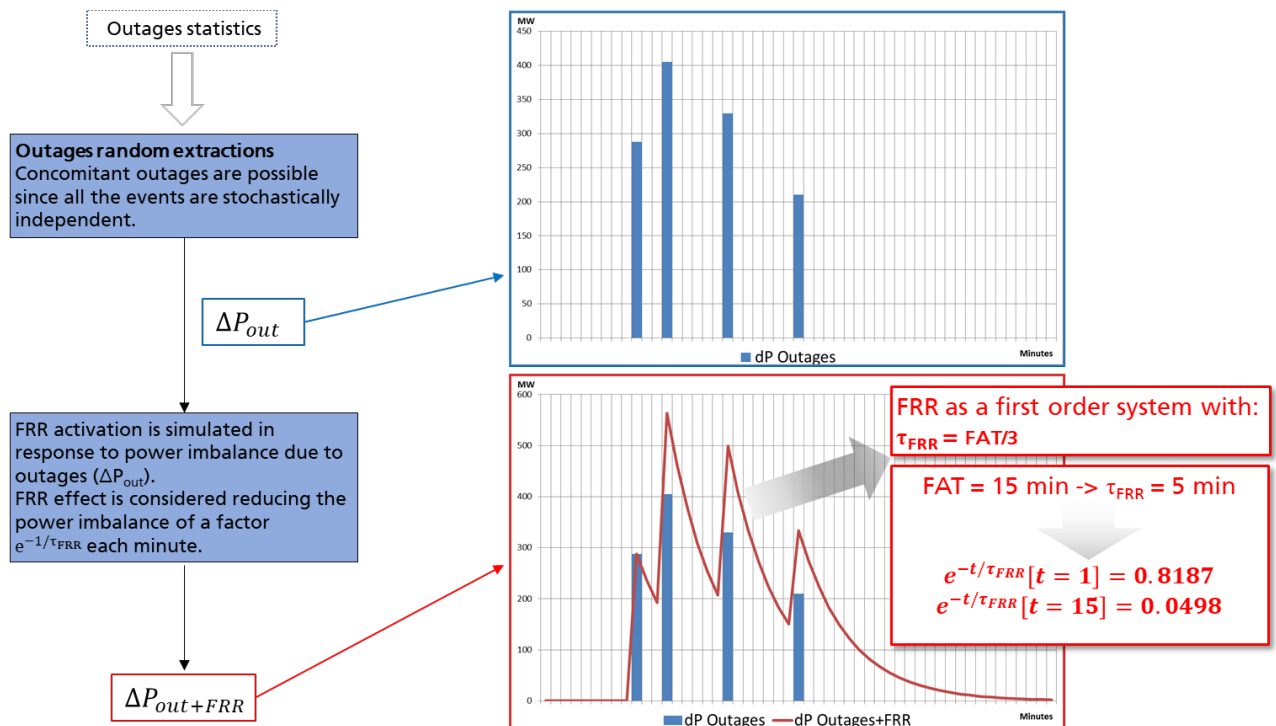 Outages statistics
Outages random extractions
Concomitant outages are possible
since all the events are stochastically
independent.
ΔP_out
FRR activation is simulated in
response to power imbalance due to
outages (ΔP_out).
FRR effect is considered reducing the
power imbalance of a factor
e^{−1/τ_FRR} each minute.
ΔP_{out+FRR}
MW
450
400
350
300
250
200
150
100
50
0
dP Outages
Minutes
MW
600
500
400
300
200
100
0
dP Outages
dP Outages+FRR
Minutes
FRR as a first order system with:
τ_FRR = FAT/3
FAT = 15 min -> τ_FRR = 5 min
e^{−t/τ_FRR}[t = 1] = 0.8187
e^{−t/τ_FRR}[t = 15] = 0.0498